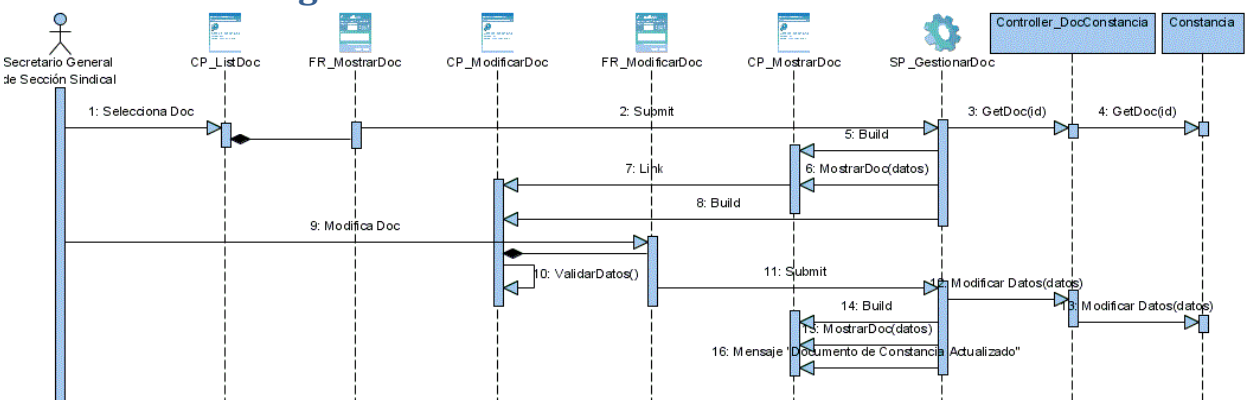 Controller_DocConstancia
Constancia
Secretario General
de Sección Sindical
CP_ListDoc
FR_MostrarDoc
CP_ModificarDoc
FR_ModificarDoc
CP_MostrarDoc
SP_GestionarDoc
1: Selecciona Doc
2: Submit
3: GetDoc(id)
4: GetDoc(id)
5: Build
6: MostrarDoc(datos)
7: Link
8: Build
9: Modifica Doc
10: ValidarDatos()
11: Submit
12: Modificar Datos(datos)
13: Modificar Datos(datos)
14: Build
15: MostrarDoc(datos)
16: Mensaje "Documento de Constancia Actualizado"